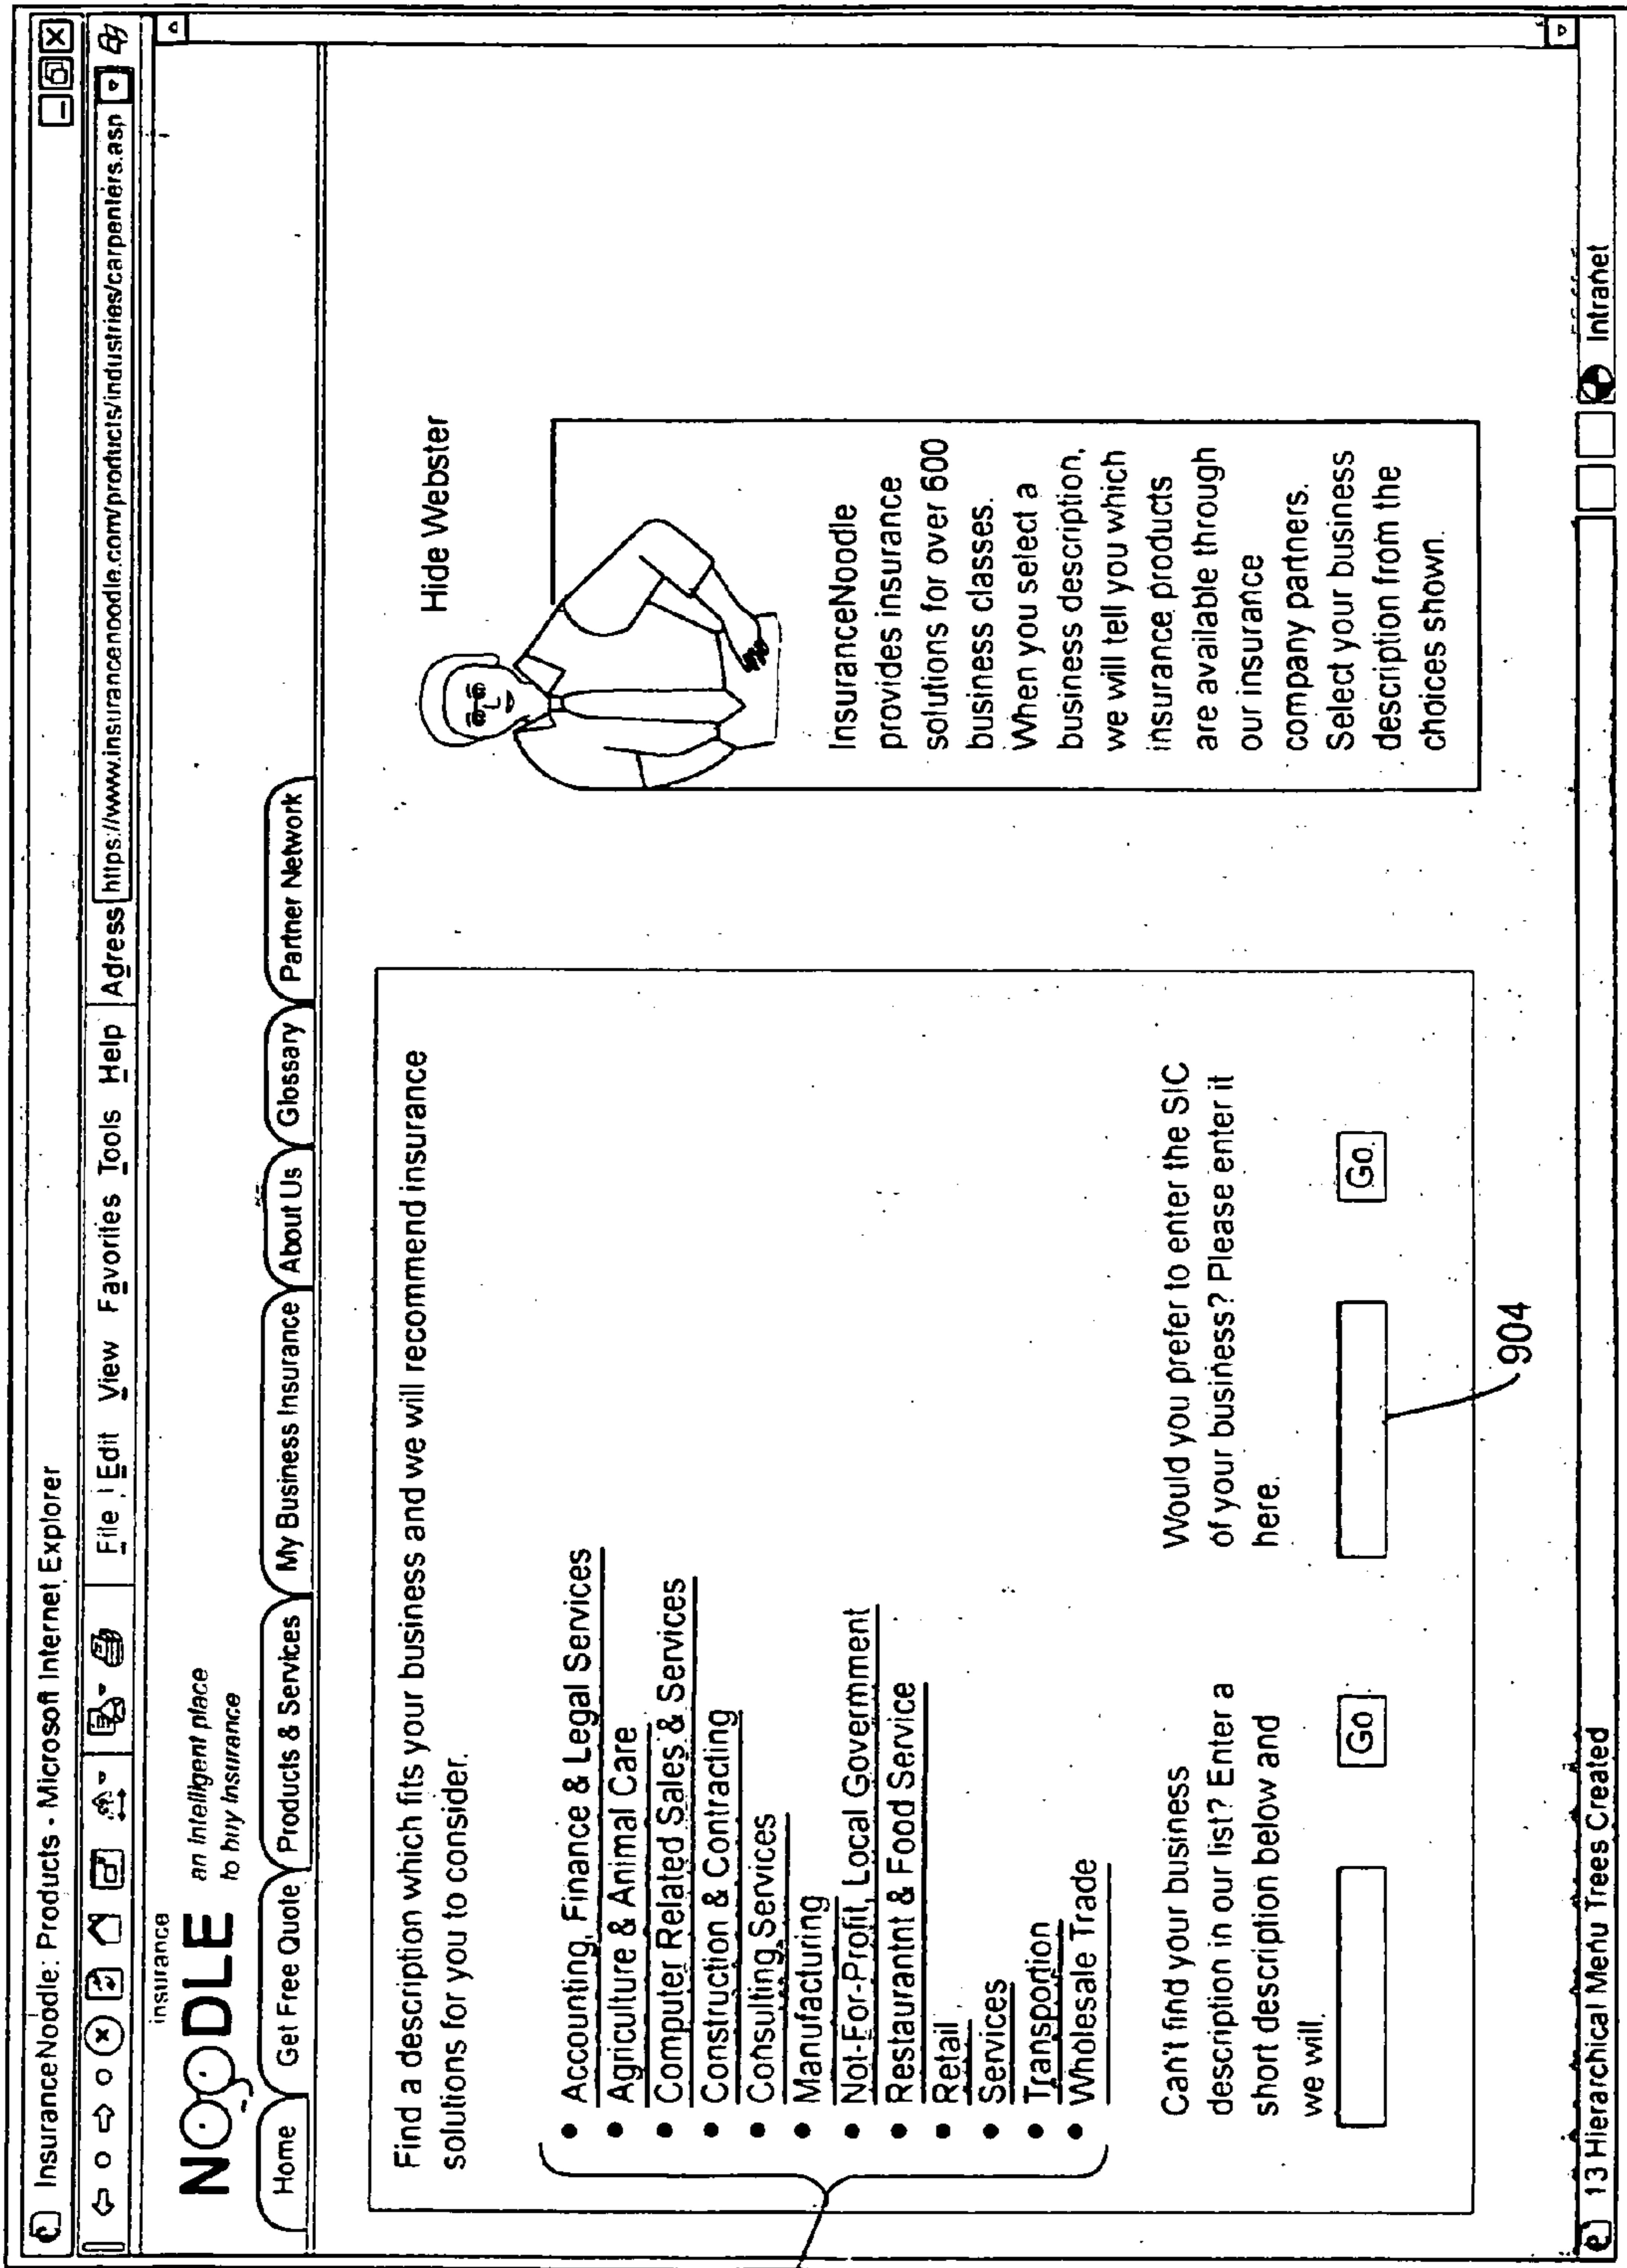 InsuranceNoodle: Products - Microsoft Internet Explorer
File Edit View Favorites Tools Help Adress https://www.insurancenoodle.com/products/industries/carpenters.asp
insurance
NOODLE
an intelligent place
to buy insurance
Home Get Free Quote Products & Services My Business Insurance About Us Glossary Partner Network
Find a description which fits your business and we will recommend insurance
solutions for you to consider.
• Accounting, Finance & Legal Services
• Agriculture & Animal Care
• Computer Related Sales & Services
• Construction & Contracting
• Consulting Services
• Manufacturing
• Not-For-Profit, Local Government
• Restaurantnt & Food Service
• Retail
• Services
• Transportion
• Wholesale Trade
Can't find your business
description in our list? Enter a
short description below and
we will.
Go
Would you prefer to enter the SIC
of your business? Please enter it
here.
Go
904
Hide Webster
InsuranceNoodle
provides insurance
solutions for over 600
business classes.
When you select a
business description,
we will tell you which
insurance products
are available through
our insurance
company partners.
Select your business
description from the
choices shown.
13 Hierarchical Menu Trees Created
Intranet